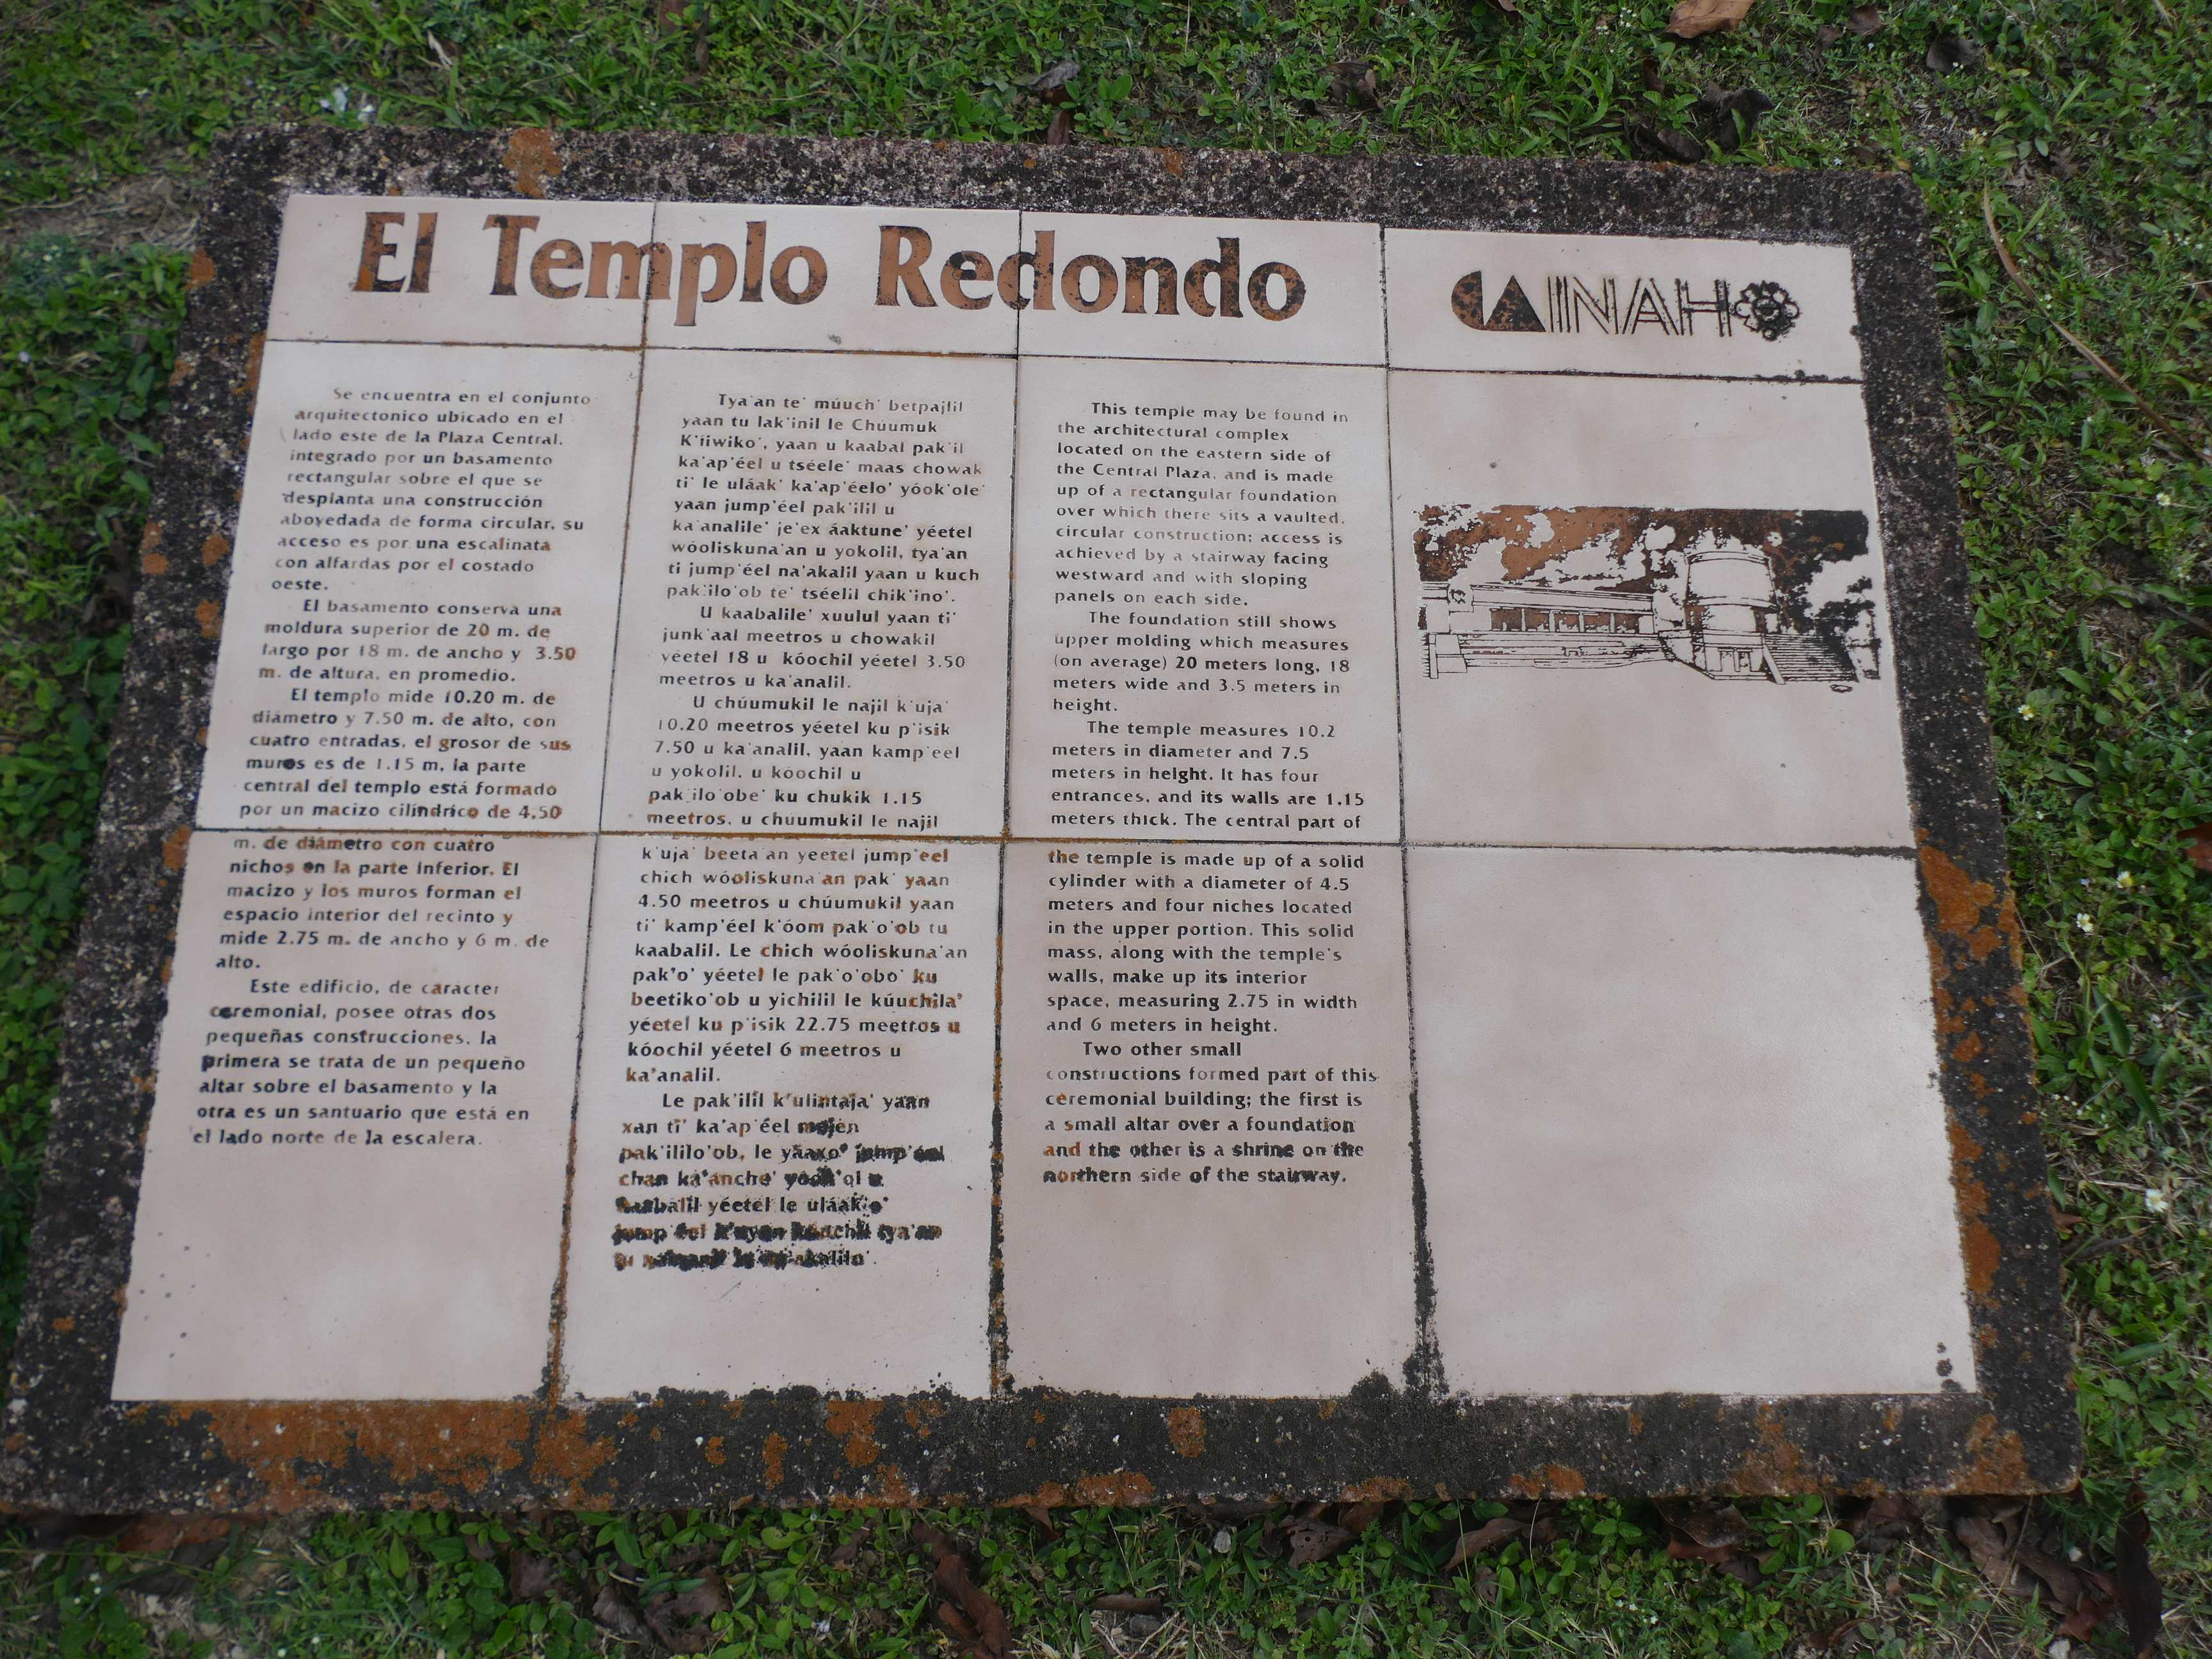 El Templo Redondo
CA INAH
Se encuentra en el conjunto
arquitectonico ubicado en el
lado este de la Plaza Central,
integrado por un basamento
rectangular sobre el que se
desplanta una construcción
abovedada de forma circular, su
acceso es por una escalinata
con alfardas por el costado
oeste.
El basamento conserva una
moldura superior de 20 m. de
largo por 18 m. de ancho y 3.50
m. de altura, en promedio.
El templo mide 10.20 m. de
diámetro y 7.50 m. de alto, con
cuatro entradas, el grosor de sus
muros es de 1.15 m, la parte
central del templo está formado
por un macizo cilíndrico de 4.50
m. de diámetro con cuatro
nichos en la parte inferior. El
macizo y los muros forman el
espacio interior del recinto y
mide 2.75 m. de ancho y 6 m. de
alto.
Este edificio, de caracter
ceremonial, posee otras dos
pequeñas construcciones, la
primera se trata de un pequeño
altar sobre el basamento y la
otra es un santuario que está en
el lado norte de la escalera.
Tya'an te' múuch' betpajlil
yaan tu lak'inil le Chúumuk
K'iiwiko', yaan u kaabal pak'il
ka'ap'éel u tséele' maas chowak
ti' le uláak' ka'ap'éelo' yóok'ole'
yaan jump'éel pak'ilil u
ka'analile' je'ex áaktune' yéetel
wóoliskuna'an u yokolil, tya'an
ti jump'éel na'akalil yaan u kuch
pak'ilo'ob te' tséelil chik'ino'.
U kaabalile' xuulul yaan ti'
junk'aal meetros u chowakil
yéetel 18 u kóochil yéetel 3.50
meetros u ka'analil.
U chúumukil le najil k'uja'
10.20 meetros yéetel ku p'isik
7.50 u ka'analil, yaan kamp'eel
u yokolil, u kóochil u
pak'ilo'obe' ku chukik 1.15
meetros, u chúumukil le najil
k'uja' beeta'an yeetel jump'eel
chich wóoliskuna'an pak' yaan
4.50 meetros u chúumukil yaan
ti' kamp'éel k'óom pak'o'ob tu
kaabalil. Le chich wóoliskuna'an
pak'o' yéetel le pak'o'obo' ku
beetiko'ob u yichilil le kúuchila'
yéetel ku p'isik 22.75 meetros u
kóochil yéetel 6 meetros u
ka'analil.
Le pak'ilil k'ulintaja' yaan
xan ti' ka'ap'éel mejen
pak'ililo'ob, le yáaxo' jump'éel
chan ka'anche' yóok'ol u
kaabalil yéetel le uláak'o'
jump'éel tya'an
tu
This temple may be found in
the architectural complex
located on the eastern side of
the Central Plaza, and is made
up of a rectangular foundation
over which there sits a vaulted,
circular construction; access is
achieved by a stairway facing
westward and with sloping
panels on each side.
The foundation still shows
upper molding which measures
(on average) 20 meters long, 18
meters wide and 3.5 meters in
height.
The temple measures 10.2
meters in diameter and 7.5
meters in height. It has four
entrances, and its walls are 1.15
meters thick. The central part of
the temple is made up of a solid
cylinder with a diameter of 4.5
meters and four niches located
in the upper portion. This solid
mass, along with the temple's
walls, make up its interior
space, measuring 2.75 in width
and 6 meters in height.
Two other small
constructions formed part of this
ceremonial building; the first is
a small altar over a foundation
and the other is a shrine on the
northern side of the stairway.